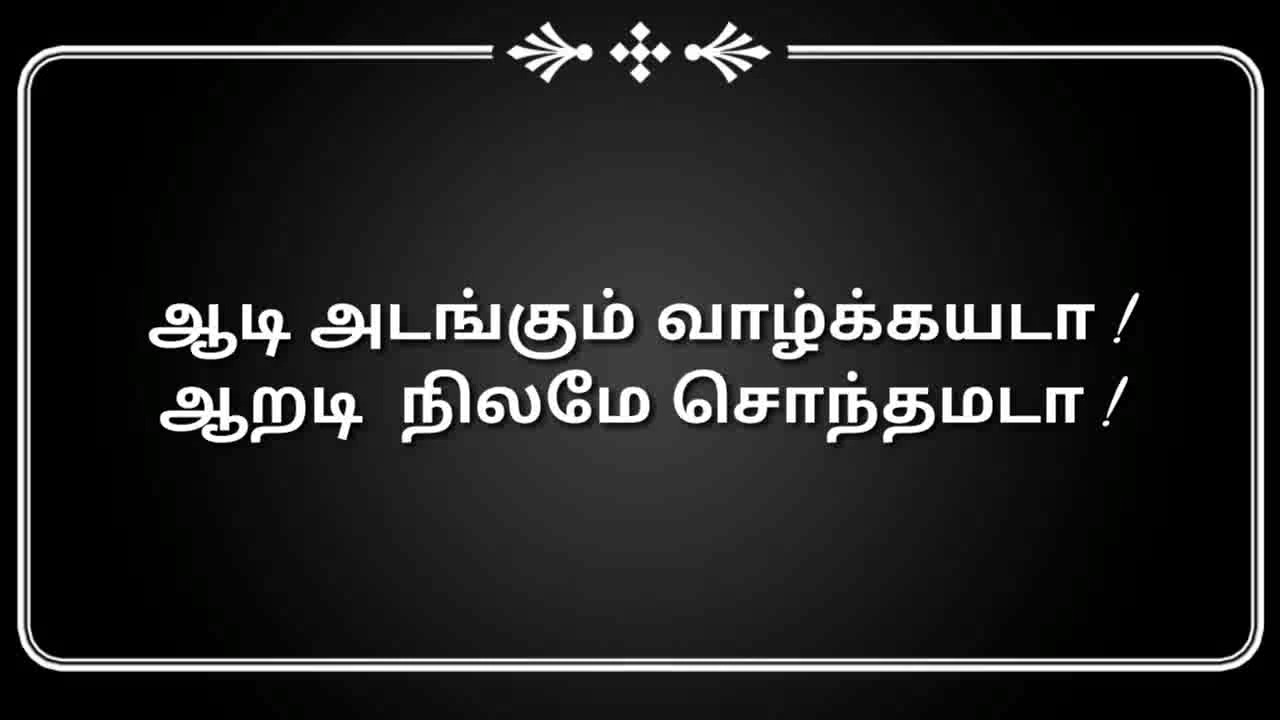 ஆடி அடங்கும் வாழ்க்கயடா !
ஆறடி நிலமே சொந்தமடா !